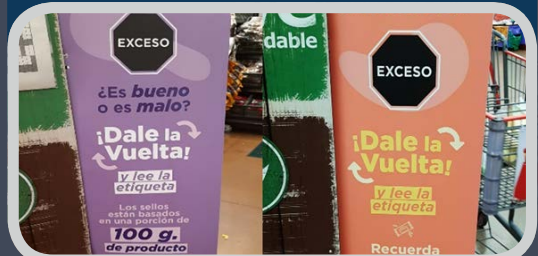 EXCESO
¿Es bueno
o es malo?
¡Dale la
Vuelta!
y lee la
etiqueta
Los sellos
están basados
en una porción de
100 g.
de producto
dable
EXCESO
¡Dale la
Vuelta!
y lee la
etiqueta
Recuerda